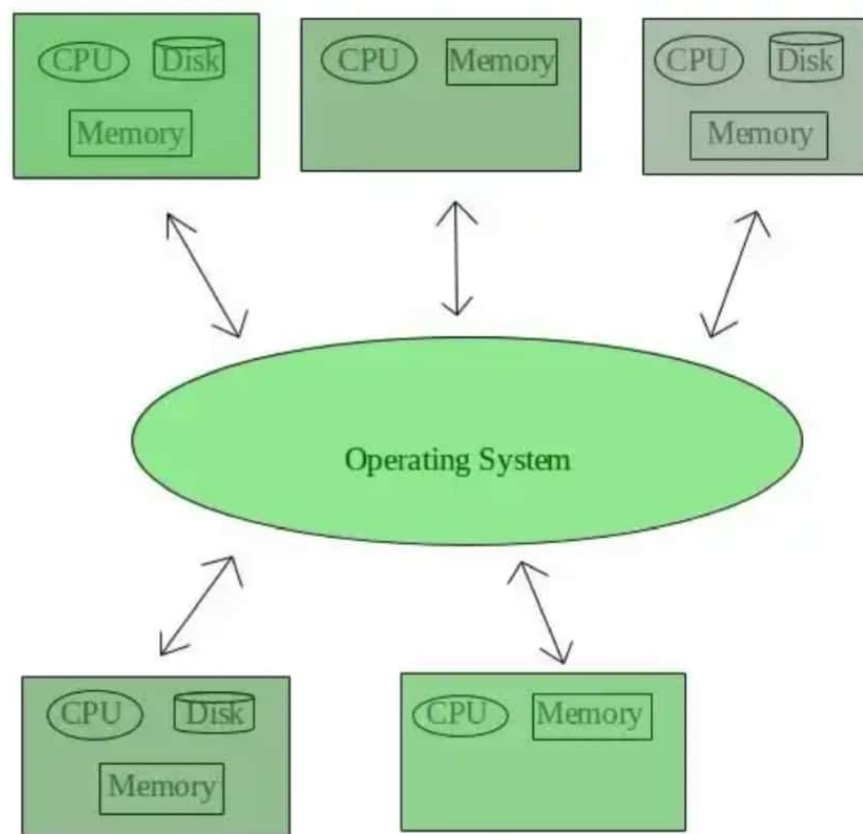 CPU Disk
Memory
CPU Memory
CPU Disk
Memory
Operating System
CPU Disk
Memory
CPU Memory